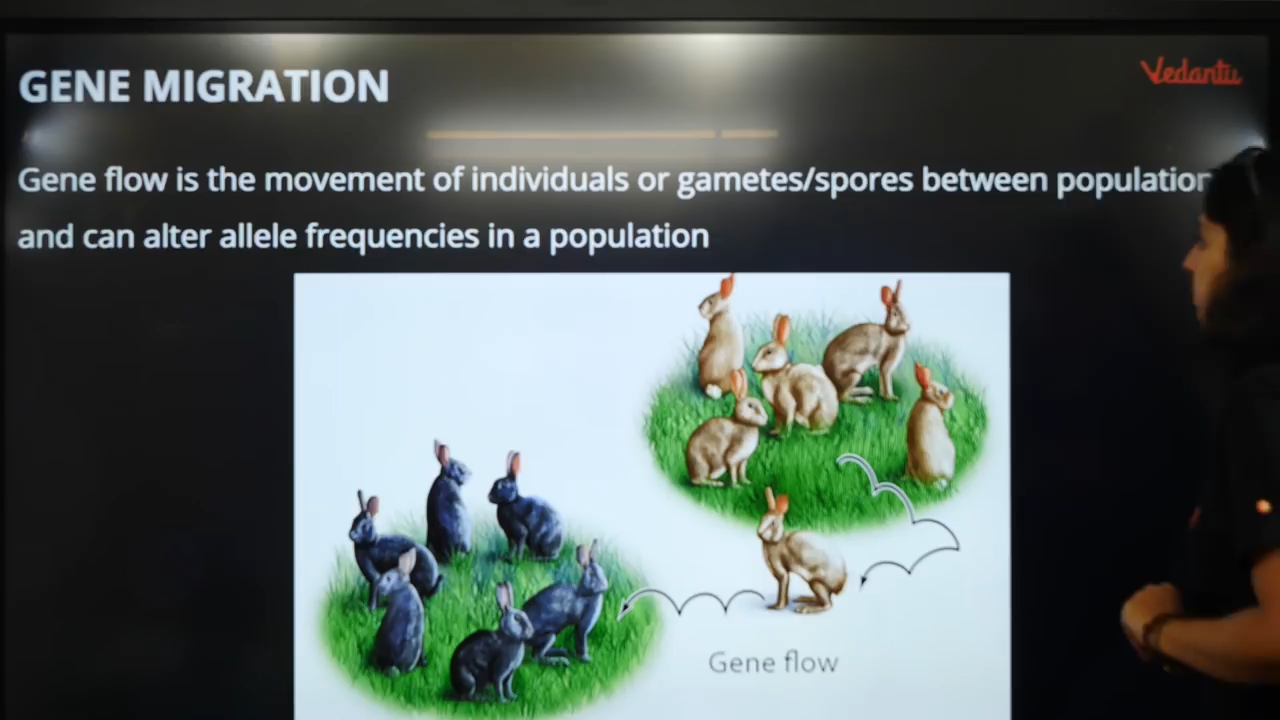 GENE MIGRATION
Vedantu
Gene flow is the movement of individuals or gametes/spores between population
and can alter allele frequencies in a population
Gene flow